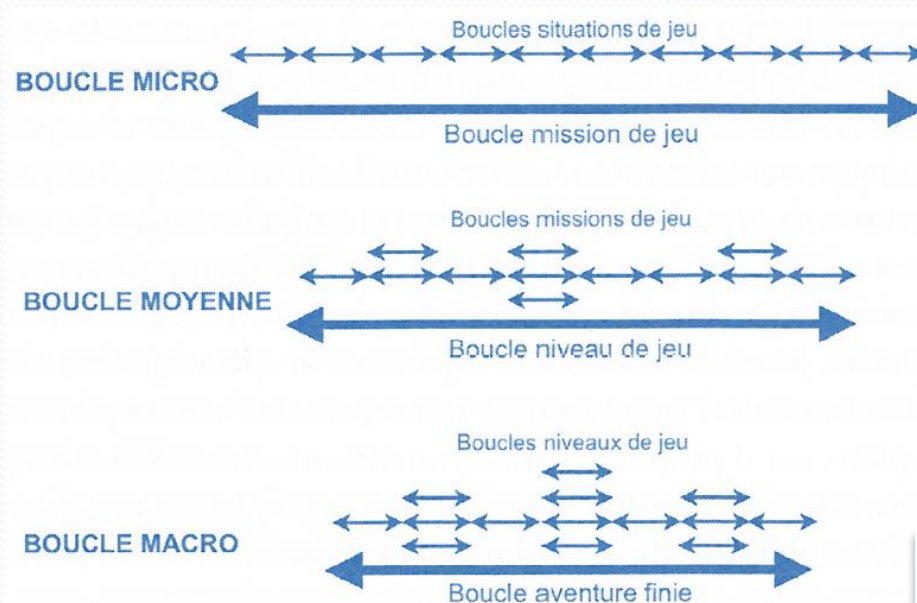 Boucles situations de jeu
BOUCLE MICRO
Boucle mission de jeu
Boucles missions de jeu
BOUCLE MOYENNE
Boucle niveau de jeu
Boucles niveaux de jeu
BOUCLE MACRO
Boucle aventure finie